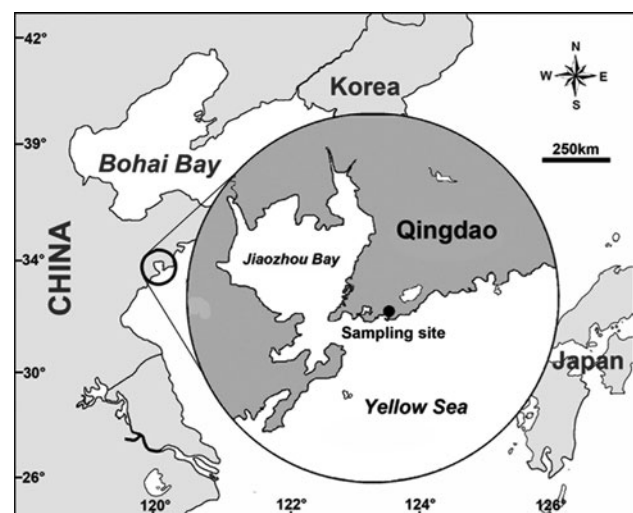 42°
N
W
E
S
Korea
250km
39°
Bohai Bay
Qingdao
Jiaozhou Bay
34°
CHINA
Sampling site
Japan
30°
Yellow Sea
26°
120°
122°
124°
126°